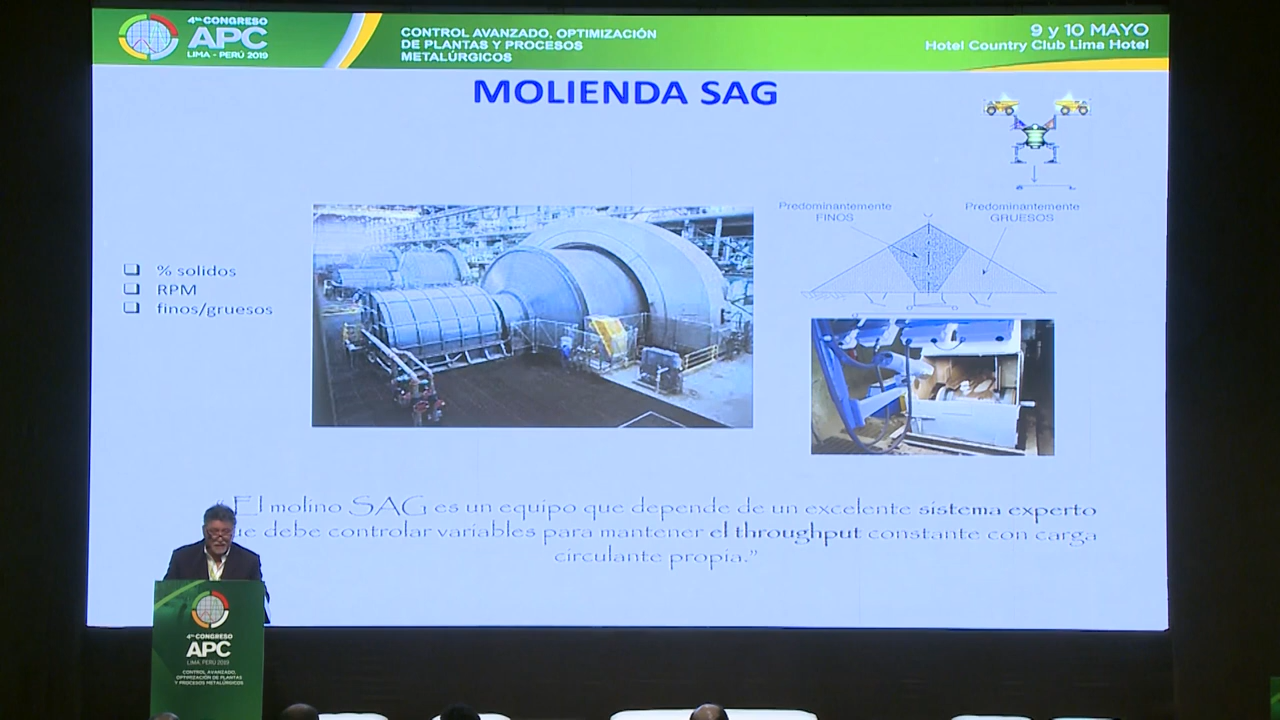 4to CONGRESO
APC
LIMA - PERÚ 2019
CONTROL AVANZADO, OPTIMIZACIÓN
DE PLANTAS Y PROCESOS
METALÚRGICOS
9 y 10 MAYO
Hotel Country Club Lima Hotel
MOLIENDA SAG
Predominantemente
FINOS
Predominantemente
GRUESOS
% solidos
RPM
finos/gruesos
“El molino SAG es un equipo que depende de un excelente sistema experto
ue debe controlar variables para mantener el throughput constante con carga
circulante propia.”
4to CONGRESO
APC
LIMA, PERÚ 2019
CONTROL AVANZADO,
OPTIMIZACIÓN DE PLANTAS
Y PROCESOS METALÚRGICOS